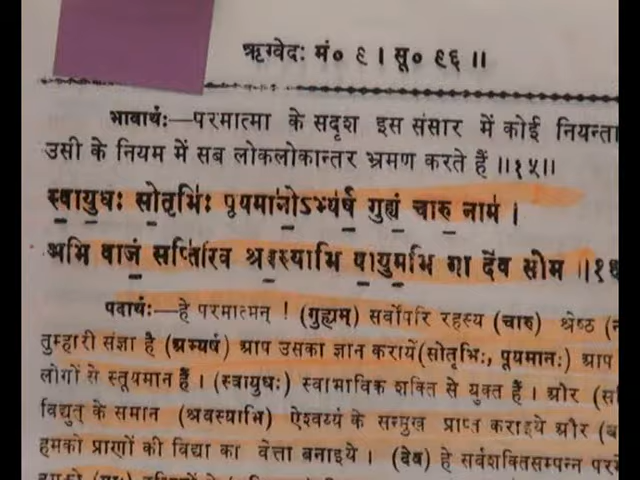 ऋग्वेदः मं० ९ । सू० ९६ ॥
भावार्थः—परमात्मा के सदृश इस संसार में कोई नियन्ता
उसी के नियम में सब लोकलोकान्तर भ्रमण करते हैं ॥१५॥
स्वायुधः सोतृभिः पूयमानोऽभ्यर्ष गुह्यं चारु नाम ।
अभि वाजं सप्तिरिव श्रवस्याभि वायुमभि गा देव सोम ॥
पदार्थः—हे परमात्मन् ! (गुह्यम्) सर्वोपरि रहस्य (चारु) श्रेष्ठ
तुम्हारी संज्ञा है (अभ्यर्ष) आप उसका ज्ञान करायें (सोतृभिः, पूयमानः) आप
लोगों से स्तूयमान हैं । (स्वायुधः) स्वाभाविक शक्ति से युक्त हैं । और
विद्युत् के समान (श्रवस्याभि) ऐश्वर्य्य के सम्मुख प्राप्त कराइये और
हमको प्राणों की विद्या का वेत्ता बनाइये । (देव) हे सर्वशक्तिसम्पन्न